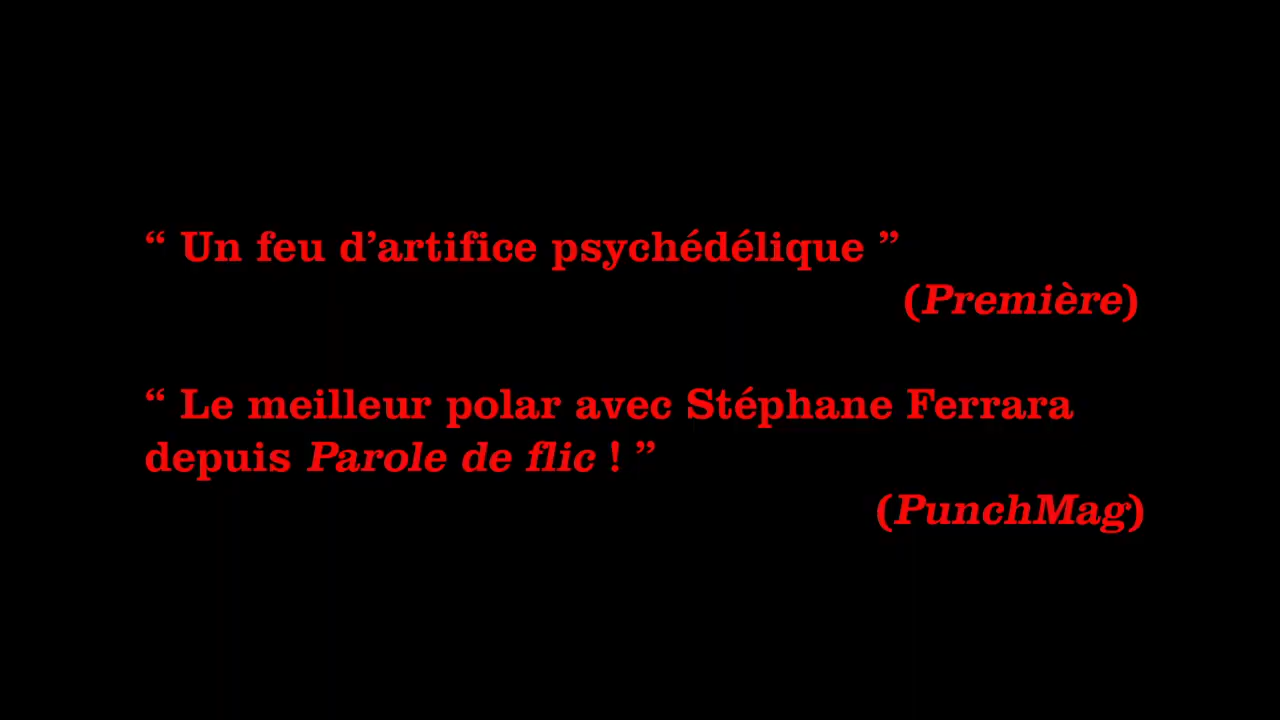 “ Un feu d’artifice psychédélique ”
(Première)
“ Le meilleur polar avec Stéphane Ferrara
depuis Parole de flic ! ”
(PunchMag)